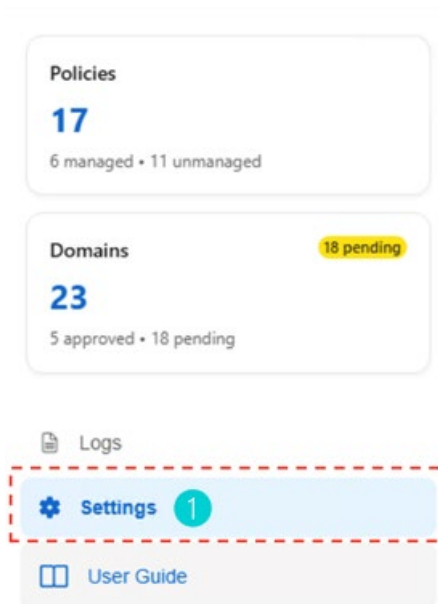 Policies
17
6 managed • 11 unmanaged
Domains 18 pending
23
5 approved • 18 pending
Logs
Settings 1
User Guide